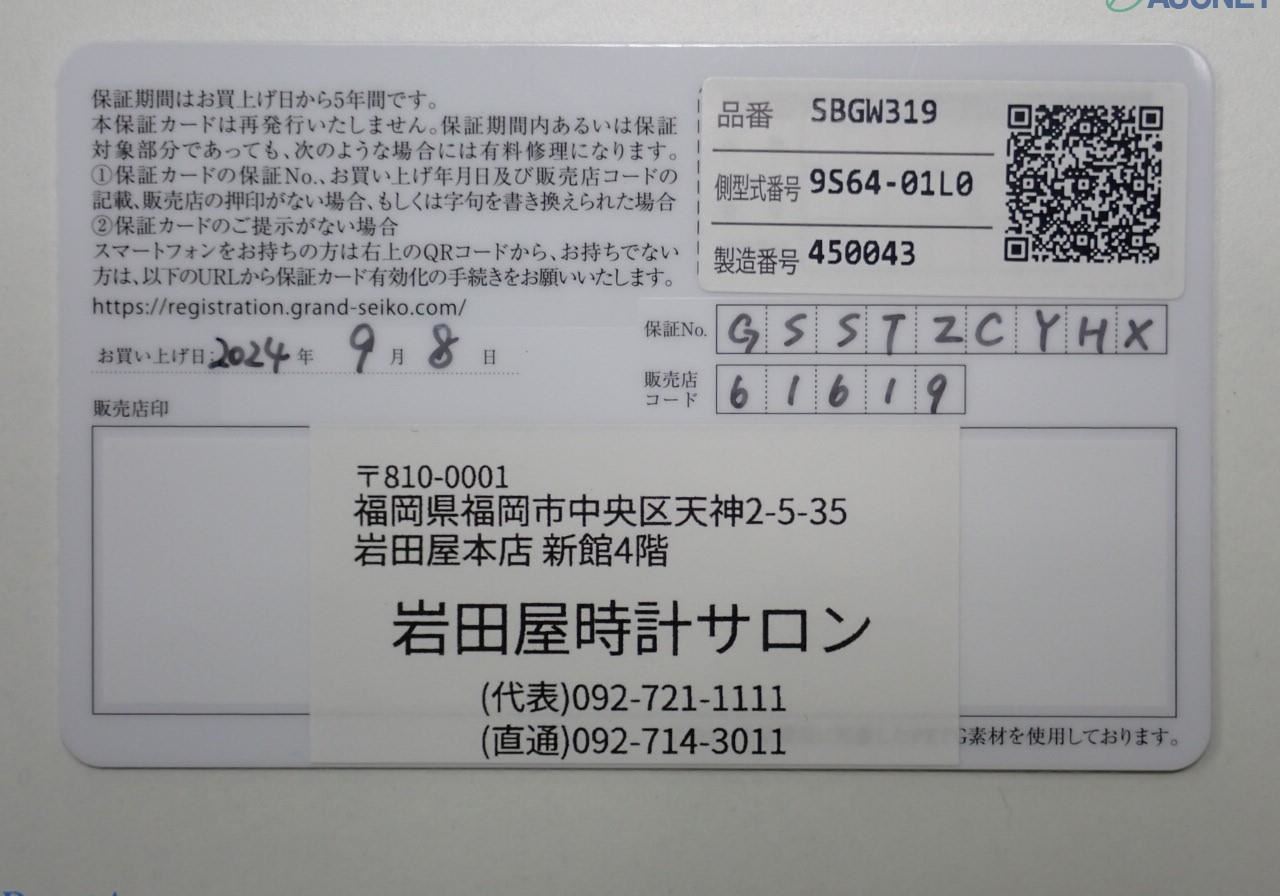 保証期間はお買上げ日から5年間です。
本保証カードは再発行いたしません。保証期間内あるいは保証
対象部分であっても、次のような場合には有料修理になります。
①保証カードの保証No.、お買い上げ年月日及び販売店コードの
記載、販売店の押印がない場合、もしくは字句を書き換えられた場合
②保証カードのご提示がない場合
スマートフォンをお持ちの方は右上のQRコードから、お持ちでない
方は、以下のURLから保証カード有効化の手続きをお願いいたします。
https://registration.grand-seiko.com/
品番 SBGW319
側型式番号 9S64-01L0
製造番号 450043
お買い上げ日:2024年 9月 8日
保証No. GSSTZCYHX
販売店
コード 61619
販売店印
〒810-0001
福岡県福岡市中央区天神2-5-35
岩田屋本店 新館4階
岩田屋時計サロン
(代表)092-721-1111
(直通)092-714-3011
素材を使用しております。